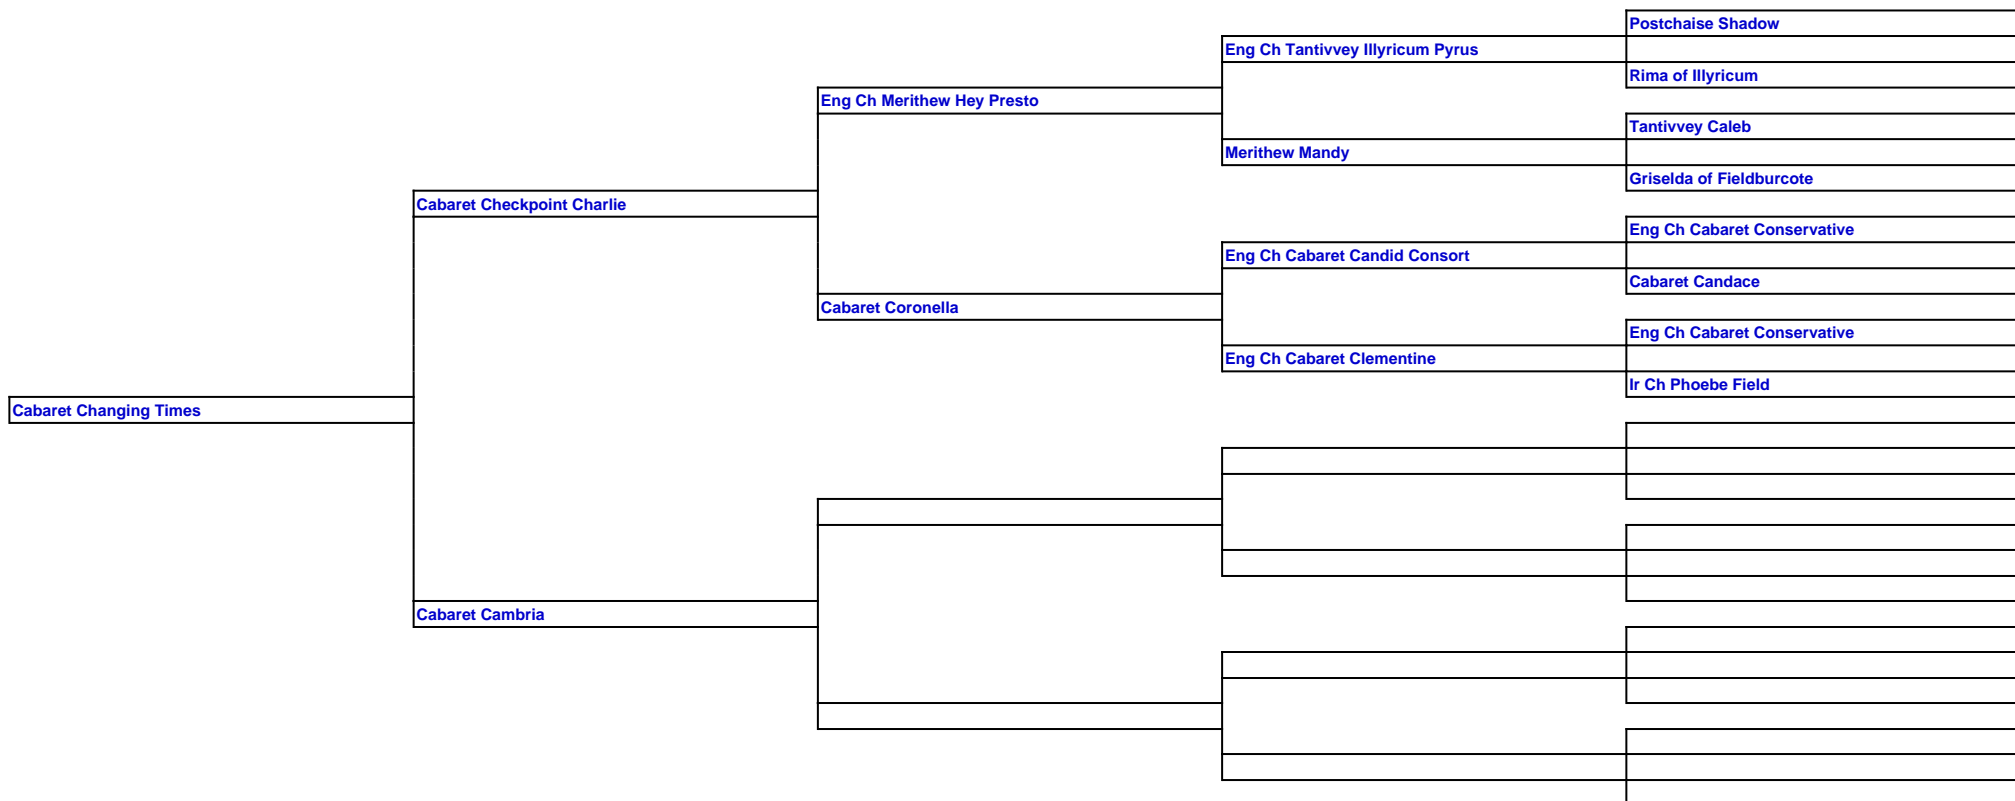 Postchaise Shadow
Eng Ch Tantivvey Illyricum Pyrus
Rima of Illyricum
Eng Ch Merithew Hey Presto
Tantivvey Caleb
Merithew Mandy
Griselda of Fieldburcote
Cabaret Checkpoint Charlie
Eng Ch Cabaret Conservative
Eng Ch Cabaret Candid Consort
Cabaret Candace
Cabaret Coronella
Eng Ch Cabaret Conservative
Eng Ch Cabaret Clementine
Ir Ch Phoebe Field
Cabaret Changing Times
Cabaret Cambria